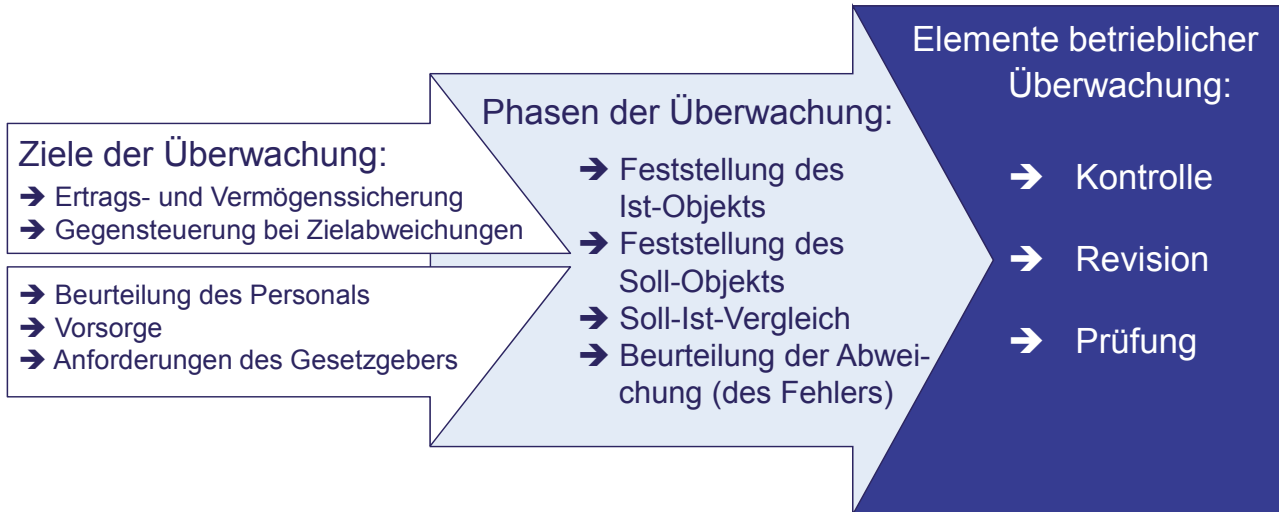 Ziele der Überwachung:
➔ Ertrags- und Vermögenssicherung
➔ Gegensteuerung bei Zielabweichungen
➔ Beurteilung des Personals
➔ Vorsorge
➔ Anforderungen des Gesetzgebers
Phasen der Überwachung:
➔ Feststellung des
Ist-Objekts
➔ Feststellung des
Soll-Objekts
➔ Soll-Ist-Vergleich
➔ Beurteilung der Abwei-
chung (des Fehlers)
Elemente betrieblicher
Überwachung:
➔ Kontrolle
➔ Revision
➔ Prüfung